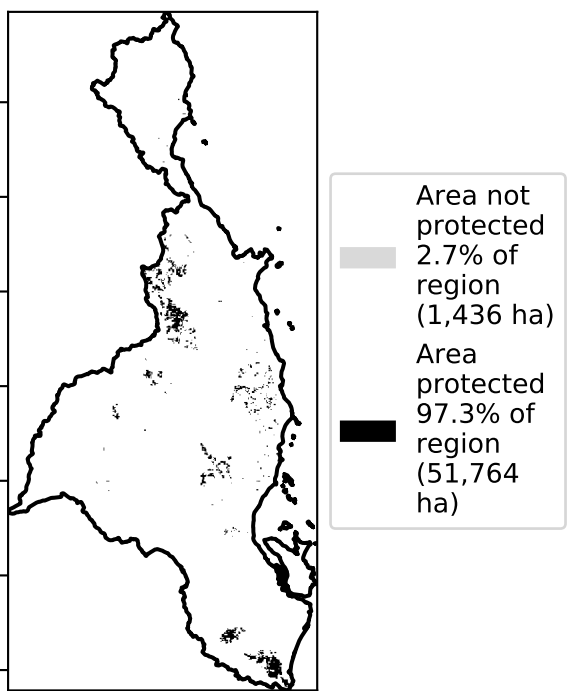 Area not
protected
2.7% of
region
(1,436 ha)
Area
protected
97.3% of
region
(51,764
ha)